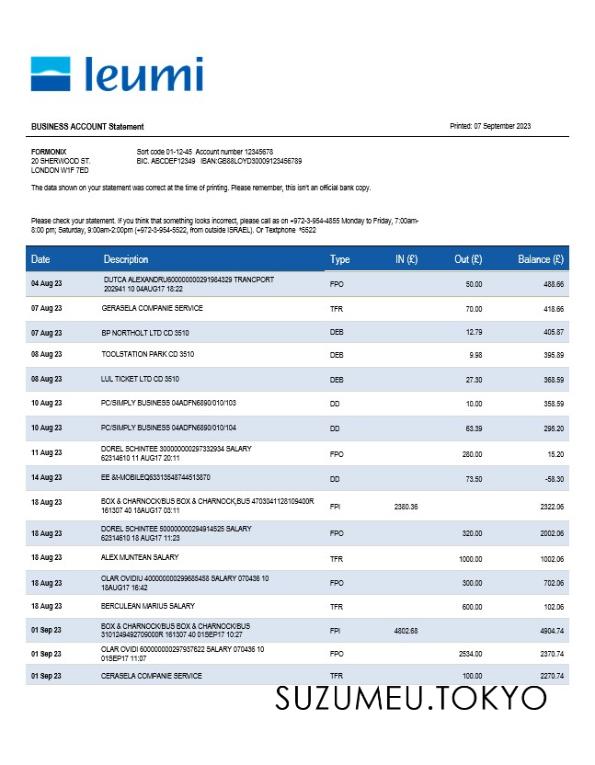 leumi
BUSINESS ACCOUNT Statement
Printed: 07 September 2023
FORMONIX
Sort code 01-12-45 Account number 12345678
20 SHERWOOD ST.
BIC. ABCDEF12349 IBAN:GB88LOYD30009123456789
LONDON W1F 7ED
The data shown on your statement was correct at the time of printing. Please remember, this isn't an official bank copy.
Please check your statement. If you think that something looks incorrect, please call as on +972-3-954-4855 Monday to Friday, 7:00am-
8:00 pm; Saturday, 9:00am-2:00pm (+972-3-954-5522, from outside ISRAEL). Or Textphone *5522
Date Description Type IN (£) Out (£) Balance (£)
04 Aug 23 DUTCA ALEXANDRU600000000291984329 TRANCPORT FPO 50.00 488.66
202941 10 04AUG17 18:22
07 Aug 23 GERASELA COMPANIE SERVICE TFR 70.00 418.66
07 Aug 23 BP NORTHOLT LTD CD 3510 DEB 12.79 405.87
08 Aug 23 TOOLSTATION PARK CD 3510 DEB 9.98 395.89
08 Aug 23 LUL TICKET LTD CD 3510 DEB 27.30 368.59
10 Aug 23 PC/SIMPLY BUSINESS 04ADFN6890/010/103 DD 10.00 358.59
10 Aug 23 PC/SIMPLY BUSINESS 04ADFN6890/010/104 DD 63.39 295.20
11 Aug 23 DOREL SCHINTEE 300000000297332934 SALARY FPO 280.00 15.20
62314610 11 AUG17 20:11
14 Aug 23 EE &t-MOBILEQ63313548744513870 DD 73.50 -58.30
18 Aug 23 BOX & CHARNOCK/BUS BOX & CHARNOCK,BUS 4703041128109400R FPI 2380.36 2322.06
161307 40 18AUG17 03:11
18 Aug 23 DOREL SCHINTEE 500000000294914525 SALARY FPO 320.00 2002.06
62314610 18 AUG17 11:23
18 Aug 23 ALEX MUNTEAN SALARY TFR 1000.00 1002.06
18 Aug 23 OLAR OVIDIU 400000000299685458 SALARY 070436 10 FPO 300.00 702.06
18AUG17 16:42
18 Aug 23 BERCULEAN MARIUS SALARY TFR 600.00 102.06
01 Sep 23 BOX & CHARNOCK/BUS BOX & CHARNOCK/BUS FPI 4802.68 4904.74
3101249492709000R 161307 40 01SEP17 10:27
01 Sep 23 OLAR OVIDI 600000000297937622 SALARY 070436 10 FPO 2534.00 2370.74
01SEP17 11:07
01 Sep 23 CERASELA COMPANIE SERVICE TFR 100.00 2270.74
SUZUMEU.TOKYO